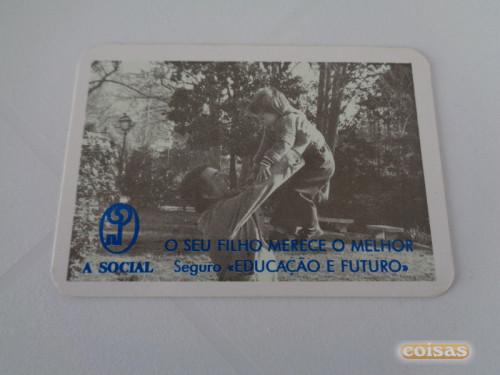 O SEU FILHO MERECE O MELHOR
A SOCIAL Seguro «EDUCAÇÃO E FUTURO»
coisas